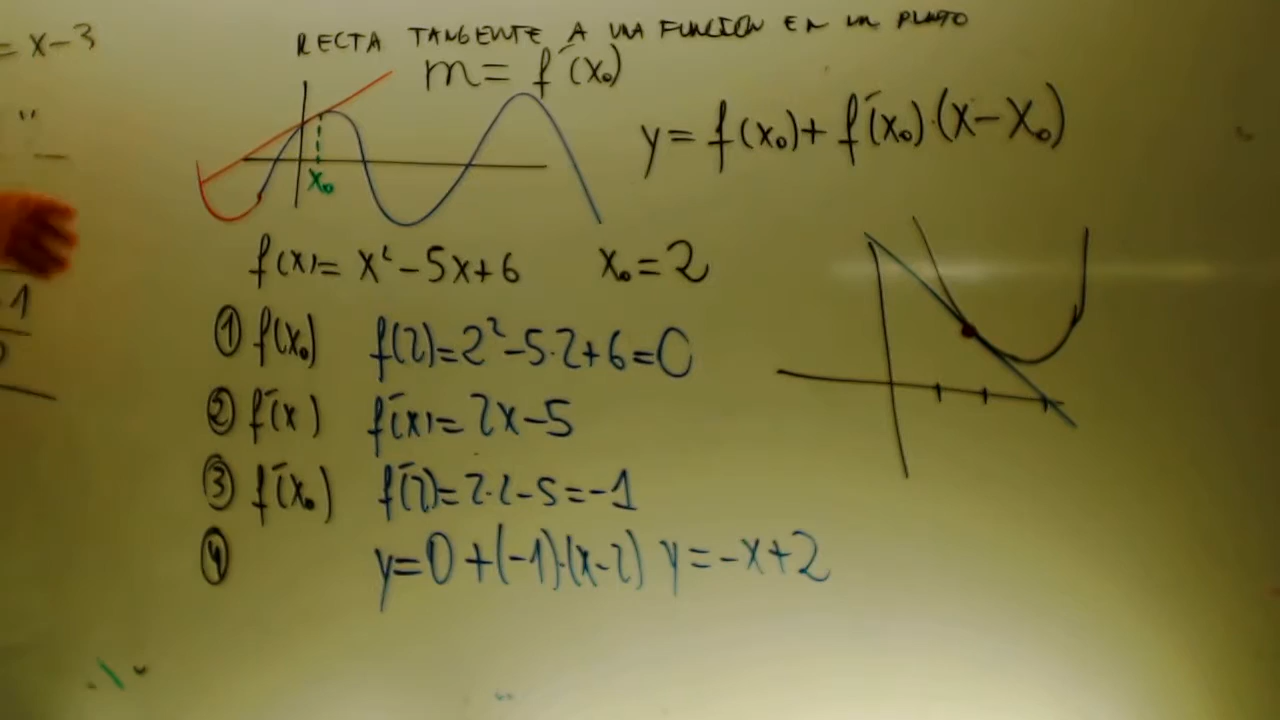 = x-3
RECTA TANGENTE A UNA FUNCION EN UN PUNTO
m = f'(x₀)
y = f(x₀) + f'(x₀)·(x-x₀)
x₀
f(x) = x² - 5x + 6 x₀ = 2
① f(x₀) f(2) = 2² - 5·2 + 6 = 0
② f'(x) f'(x) = 2x - 5
③ f'(x₀) f'(2) = 2·2 - 5 = -1
④ y = 0 + (-1)·(x-2) y = -x + 2